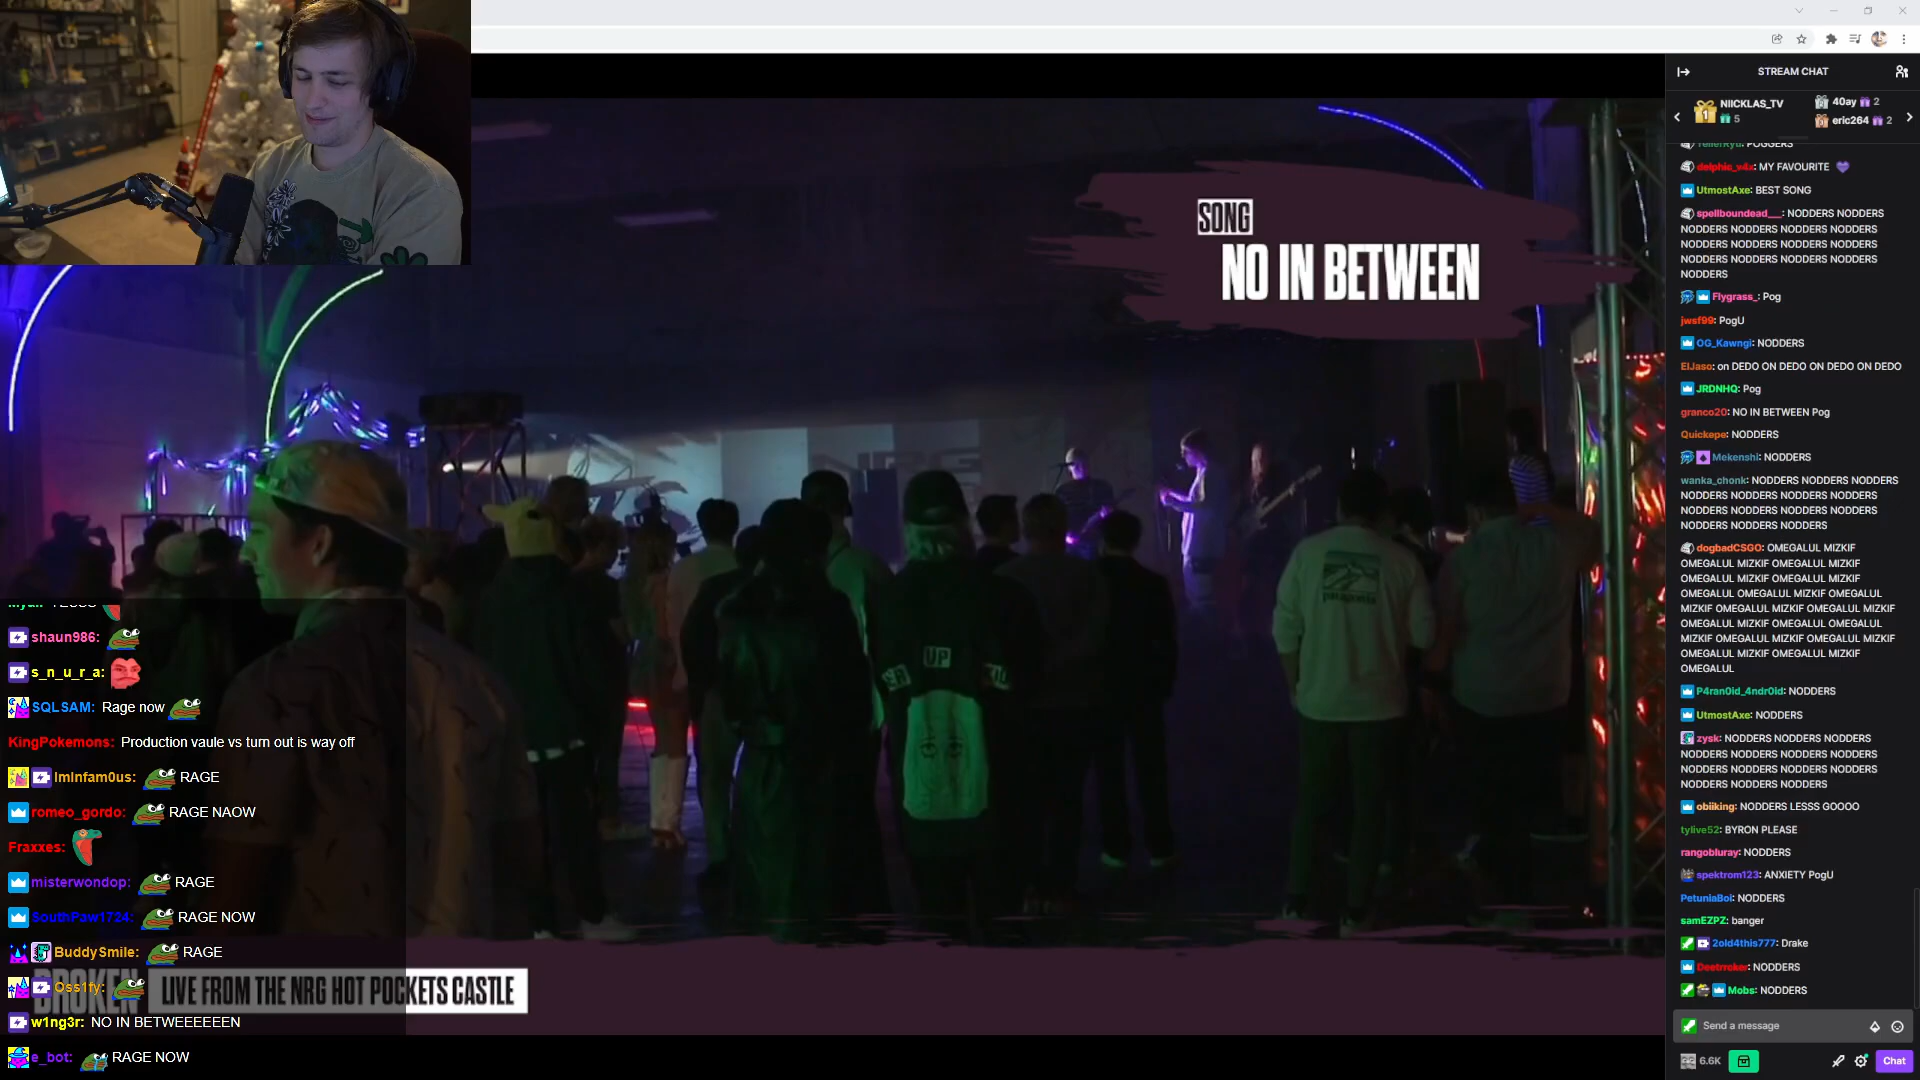 SONG
NO IN BETWEEN
NRG
patagonia
UP
BROKEN
LIVE FROM THE NRG HOT POCKETS CASTLE
shaun986:
s_n_u_r_a:
SQLSAM: Rage now
KingPokemons: Production vaule vs turn out is way off
ImInfam0us: RAGE
romeo_gordo: RAGE NAOW
Fraxxes:
misterwondop: RAGE
SouthPaw1724: RAGE NOW
BuddySmile: RAGE
Oss1fy:
w1ng3r: NO IN BETWEEEEEEN
e_bot: RAGE NOW
STREAM CHAT
1
NIICKLAS_TV
5
40ay 2
eric264 2
TellerRyu: POGGERS
delphic_v4x: MY FAVOURITE 💜
UtmostAxe: BEST SONG
spellboundead___: NODDERS NODDERS
NODDERS NODDERS NODDERS NODDERS
NODDERS NODDERS NODDERS NODDERS
NODDERS NODDERS NODDERS NODDERS
NODDERS
Flygrass_: Pog
jwsf99: PogU
OG_Kawngi: NODDERS
ElJaso: on DEDO ON DEDO ON DEDO ON DEDO
JRDNHQ: Pog
granco20: NO IN BETWEEN Pog
Quickepe: NODDERS
Mekenshi: NODDERS
wanka_chonk: NODDERS NODDERS NODDERS
NODDERS NODDERS NODDERS NODDERS
NODDERS NODDERS NODDERS NODDERS
NODDERS NODDERS NODDERS
dogbadCSGO: OMEGALUL MIZKIF
OMEGALUL MIZKIF OMEGALUL MIZKIF
OMEGALUL MIZKIF OMEGALUL MIZKIF
OMEGALUL OMEGALUL MIZKIF OMEGALUL
MIZKIF OMEGALUL MIZKIF OMEGALUL MIZKIF
OMEGALUL MIZKIF OMEGALUL OMEGALUL
MIZKIF OMEGALUL MIZKIF OMEGALUL MIZKIF
OMEGALUL MIZKIF OMEGALUL MIZKIF
OMEGALUL
P4ran0id_4ndr0id: NODDERS
UtmostAxe: NODDERS
zysk: NODDERS NODDERS NODDERS
NODDERS NODDERS NODDERS NODDERS
NODDERS NODDERS NODDERS NODDERS
NODDERS NODDERS NODDERS
obiiking: NODDERS LESSS GOOOO
tylive52: BYRON PLEASE
rangobluray: NODDERS
spektrom123: ANXIETY PogU
PetuniaBoi: NODDERS
samEZPZ: banger
2old4this777: Drake
Deetrroker: NODDERS
Mobs: NODDERS
Send a message
6.6K
Chat